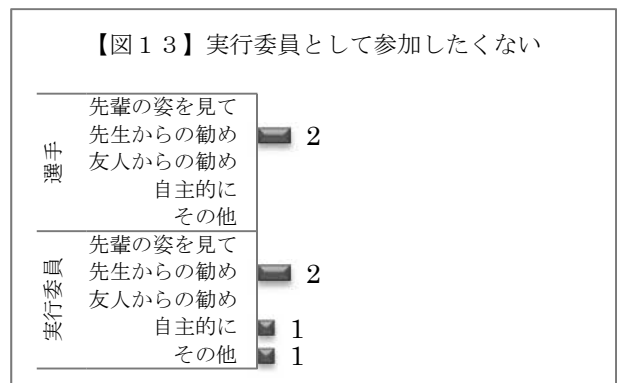 【図１３】実行委員として参加したくない
選手
先輩の姿を見て
先生からの勧め 2
友人からの勧め
自主的に
その他
実行委員
先輩の姿を見て
先生からの勧め 2
友人からの勧め
自主的に 1
その他 1